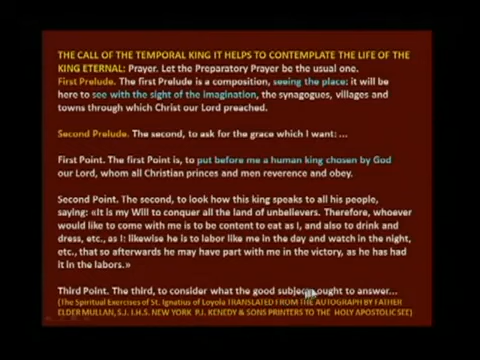 THE CALL OF THE TEMPORAL KING IT HELPS TO CONTEMPLATE THE LIFE OF THE
KING ETERNAL: Prayer. Let the Preparatory Prayer be the usual one.
First Prelude. The first Prelude is a composition, seeing the place: it will be
here to see with the sight of the imagination, the synagogues, villages and
towns through which Christ our Lord preached.
Second Prelude. The second, to ask for the grace which I want: ...
First Point. The first Point is, to put before me a human king chosen by God
our Lord, whom all Christian princes and men reverence and obey.
Second Point. The second, to look how this king speaks to all his people,
saying: «It is my Will to conquer all the land of unbelievers. Therefore, whoever
would like to come with me is to be content to eat as I, and also to drink and
dress, etc., as I: likewise he is to labor like me in the day and watch in the night,
etc., that so afterwards he may have part with me in the victory, as he has had
it in the labors.»
Third Point. The third, to consider what the good subjects ought to answer...
(The Spiritual Exercises of St. Ignatius of Loyola TRANSLATED FROM THE AUTOGRAPH BY FATHER
ELDER MULLAN, S.J. I.H.S. NEW YORK P.J. KENEDY & SONS PRINTERS TO THE HOLY APOSTOLIC SEE)